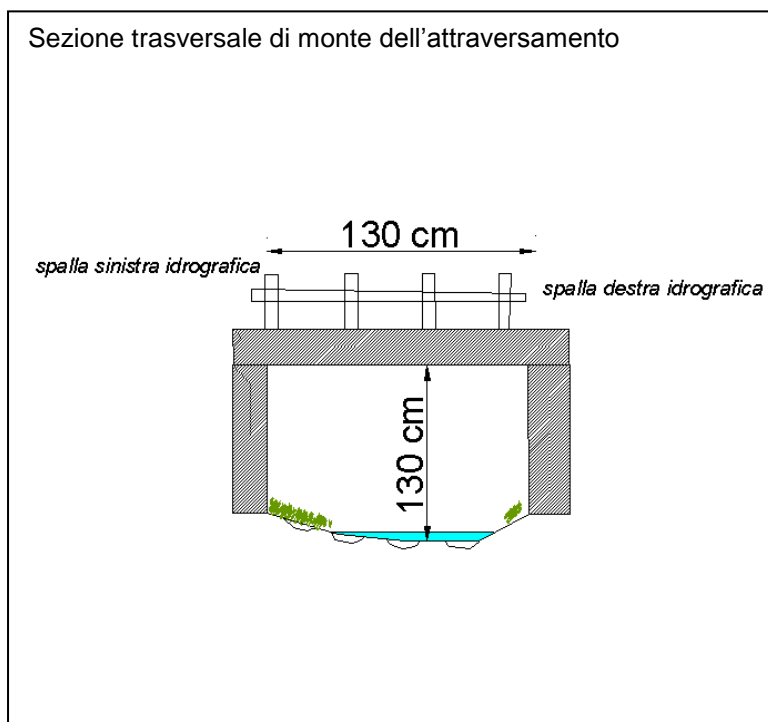 Sezione trasversale di monte dell'attraversamento
130 cm
spalla sinistra idrografica
spalla destra idrografica
130 cm